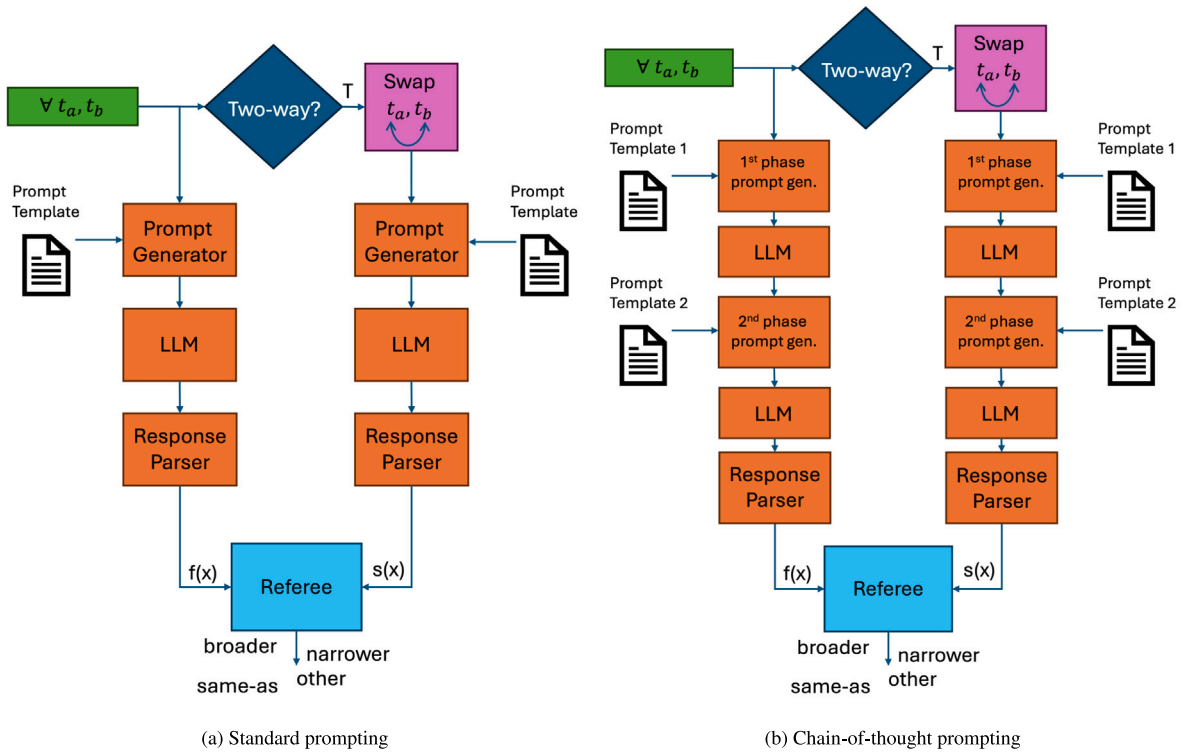 ∀ tₐ, t_b
Two-way?
T
Swap
tₐ, t_b
Prompt
Template
Prompt
Generator
Prompt
Generator
Prompt
Template
LLM
LLM
Response
Parser
Response
Parser
f(x)
Referee
s(x)
broader
narrower
other
same-as
(a) Standard prompting
∀ tₐ, t_b
Two-way?
T
Swap
tₐ, t_b
Prompt
Template 1
1st phase
prompt gen.
1st phase
prompt gen.
Prompt
Template 1
LLM
LLM
Prompt
Template 2
2nd phase
prompt gen.
2nd phase
prompt gen.
Prompt
Template 2
LLM
LLM
Response
Parser
Response
Parser
f(x)
Referee
s(x)
broader
narrower
other
same-as
(b) Chain-of-thought prompting